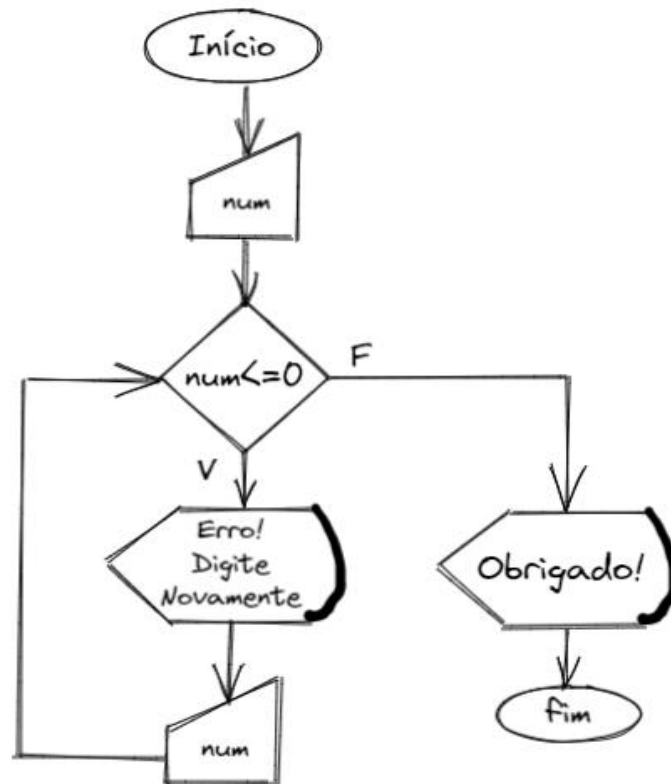 Início
num
num<=0
F
V
Erro!
Digite
Novamente
Obrigado!
num
fim